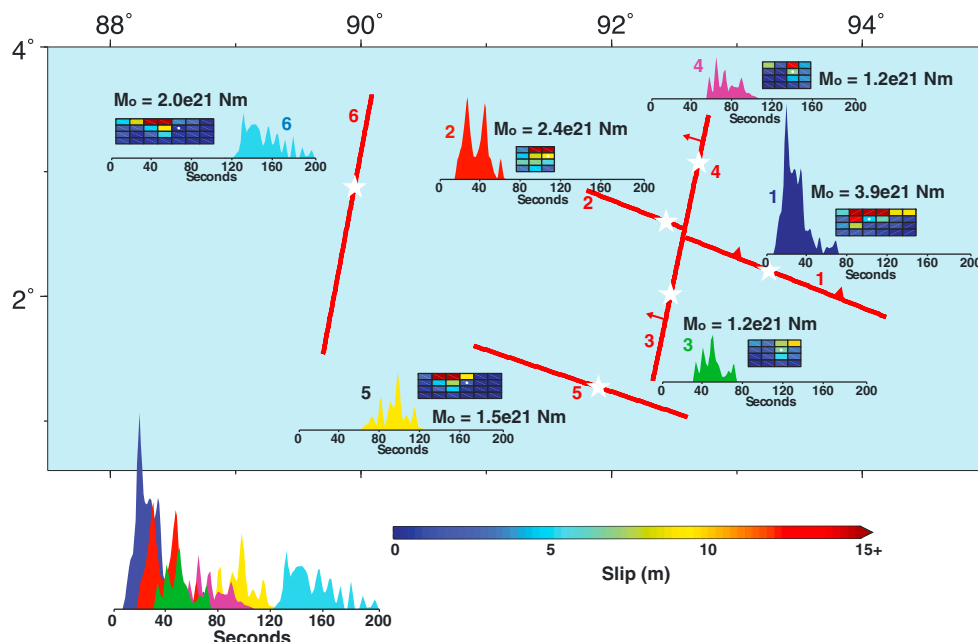 88° 90° 92° 94°
4°
2°
Mo = 2.0e21 Nm
6
0 40 80 120 160 200
Seconds
6
2
Mo = 2.4e21 Nm
0 40 80 120 160 200
Seconds
4
Mo = 1.2e21 Nm
0 40 80 120 160 200
Seconds
4
1
Mo = 3.9e21 Nm
0 40 80 120 160 200
Seconds
2
1
3
3
Mo = 1.2e21 Nm
0 40 80 120 160 200
Seconds
5
5
Mo = 1.5e21 Nm
0 40 80 120 160 200
Seconds
0 5 10 15+
Slip (m)
0 40 80 120 160 200
Seconds